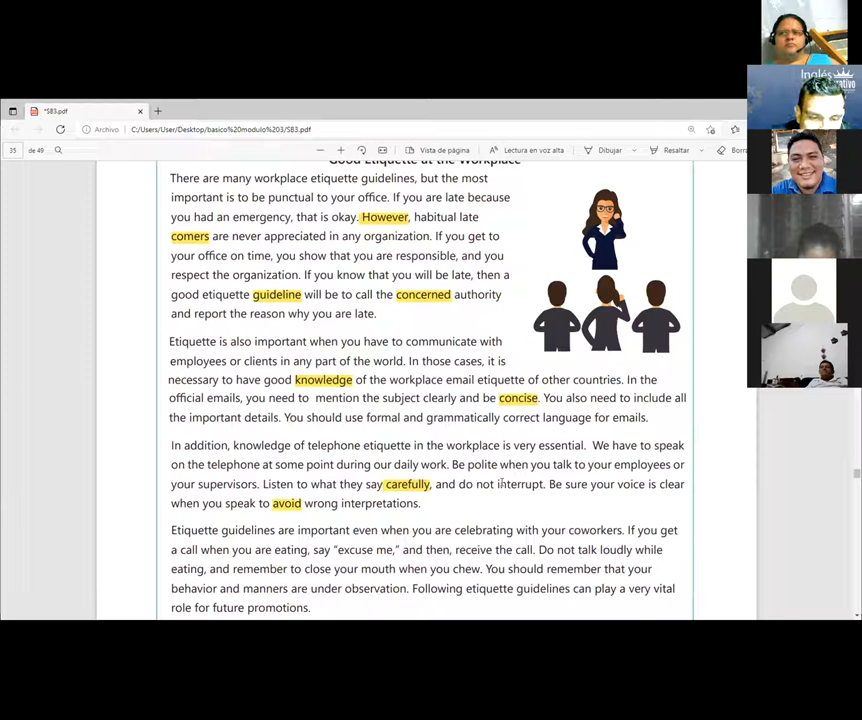 *SB3.pdf
Archivo
C:/Users/User/Desktop/basico%20modulo%203/SB3.pdf
35
de 49
Vista de página
Lectura en voz alta
Dibujar
Resaltar
Borra
Good Etiquette at the Workplace
There are many workplace etiquette guidelines, but the most
important is to be punctual to your office. If you are late because
you had an emergency, that is okay. However, habitual late
comers are never appreciated in any organization. If you get to
your office on time, you show that you are responsible, and you
respect the organization. If you know that you will be late, then a
good etiquette guideline will be to call the concerned authority
and report the reason why you are late.
Etiquette is also important when you have to communicate with
employees or clients in any part of the world. In those cases, it is
necessary to have good knowledge of the workplace email etiquette of other countries. In the
official emails, you need to mention the subject clearly and be concise. You also need to include all
the important details. You should use formal and grammatically correct language for emails.
In addition, knowledge of telephone etiquette in the workplace is very essential. We have to speak
on the telephone at some point during our daily work. Be polite when you talk to your employees or
your supervisors. Listen to what they say carefully, and do not interrupt. Be sure your voice is clear
when you speak to avoid wrong interpretations.
Etiquette guidelines are important even when you are celebrating with your coworkers. If you get
a call when you are eating, say “excuse me,” and then, receive the call. Do not talk loudly while
eating, and remember to close your mouth when you chew. You should remember that your
behavior and manners are under observation. Following etiquette guidelines can play a very vital
role for future promotions.
Inglés